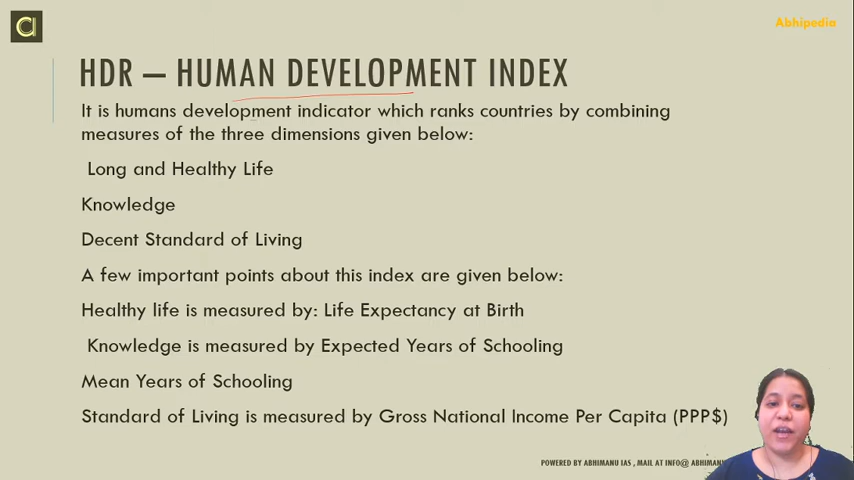 Abhipedia
HDR – HUMAN DEVELOPMENT INDEX
It is humans development indicator which ranks countries by combining
measures of the three dimensions given below:
Long and Healthy Life
Knowledge
Decent Standard of Living
A few important points about this index are given below:
Healthy life is measured by: Life Expectancy at Birth
Knowledge is measured by Expected Years of Schooling
Mean Years of Schooling
Standard of Living is measured by Gross National Income Per Capita (PPP$)
POWERED BY ABHIMANU IAS , MAIL AT INFO@